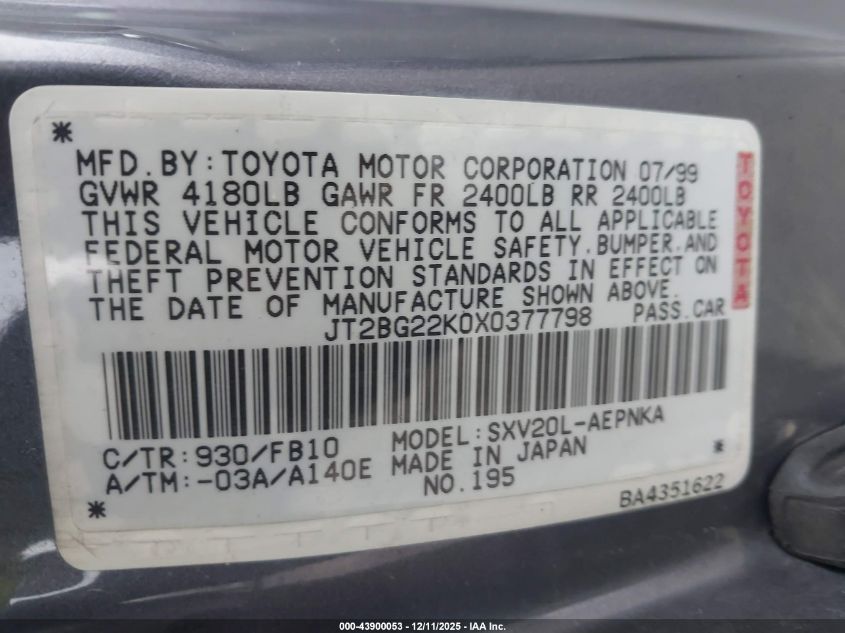 MFD.BY:TOYOTA MOTOR CORPORATION 07/99
GVWR 4180LB GAWR FR 2400LB RR 2400LB
THIS VEHICLE CONFORMS TO ALL APPLICABLE
FEDERAL MOTOR VEHICLE SAFETY.BUMPER.AND
THEFT PREVENTION STANDARDS IN EFFECT ON
THE DATE OF MANUFACTURE SHOWN ABOVE.
JT2BG22K0X0377798 PASS.CAR
TOYOTA
C/TR:930/FB10 MODEL:SXV20L-AEPNKA
A/TM:-03A/A140E MADE IN JAPAN
NO.195
BA4351622
000-43900053 - 12/11/2025 - IAA Inc.